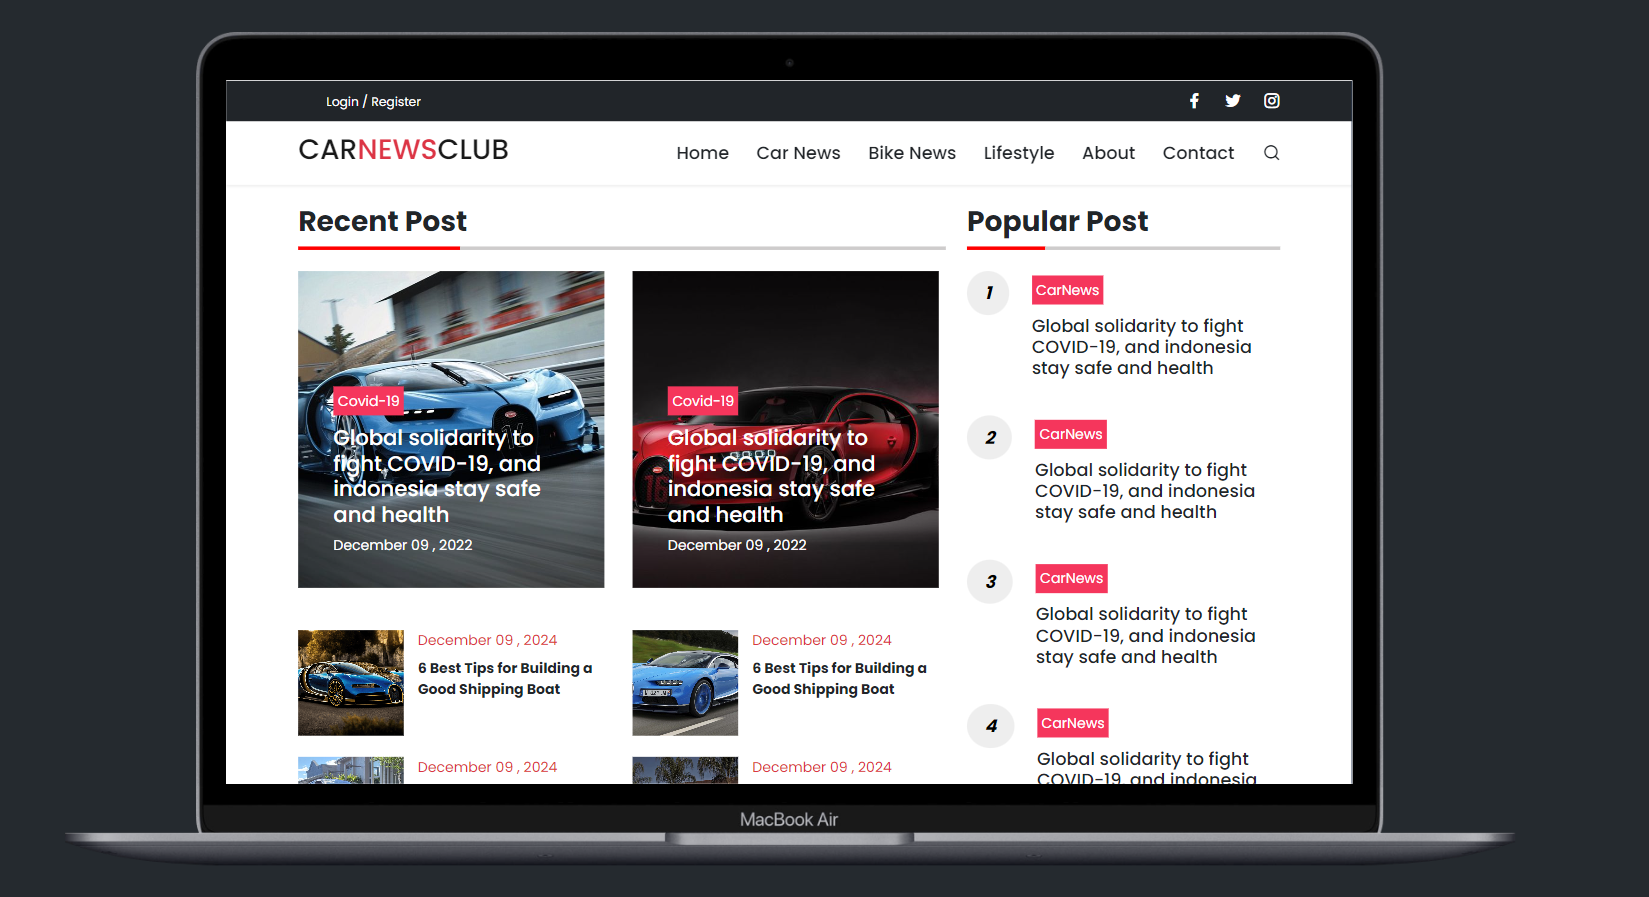 Login / Register
CARNEWSCLUB
Home Car News Bike News Lifestyle About Contact
Recent Post
Covid-19
Global solidarity to
fight COVID-19, and
indonesia stay safe
and health
December 09 , 2022
Covid-19
Global solidarity to
fight COVID-19, and
indonesia stay safe
and health
December 09 , 2022
December 09 , 2024
6 Best Tips for Building a
Good Shipping Boat
December 09 , 2024
6 Best Tips for Building a
Good Shipping Boat
December 09 , 2024
December 09 , 2024
Popular Post
1
CarNews
Global solidarity to fight
COVID-19, and indonesia
stay safe and health
2
CarNews
Global solidarity to fight
COVID-19, and indonesia
stay safe and health
3
CarNews
Global solidarity to fight
COVID-19, and indonesia
stay safe and health
4
CarNews
Global solidarity to fight
COVID-19, and indonesia
MacBook Air